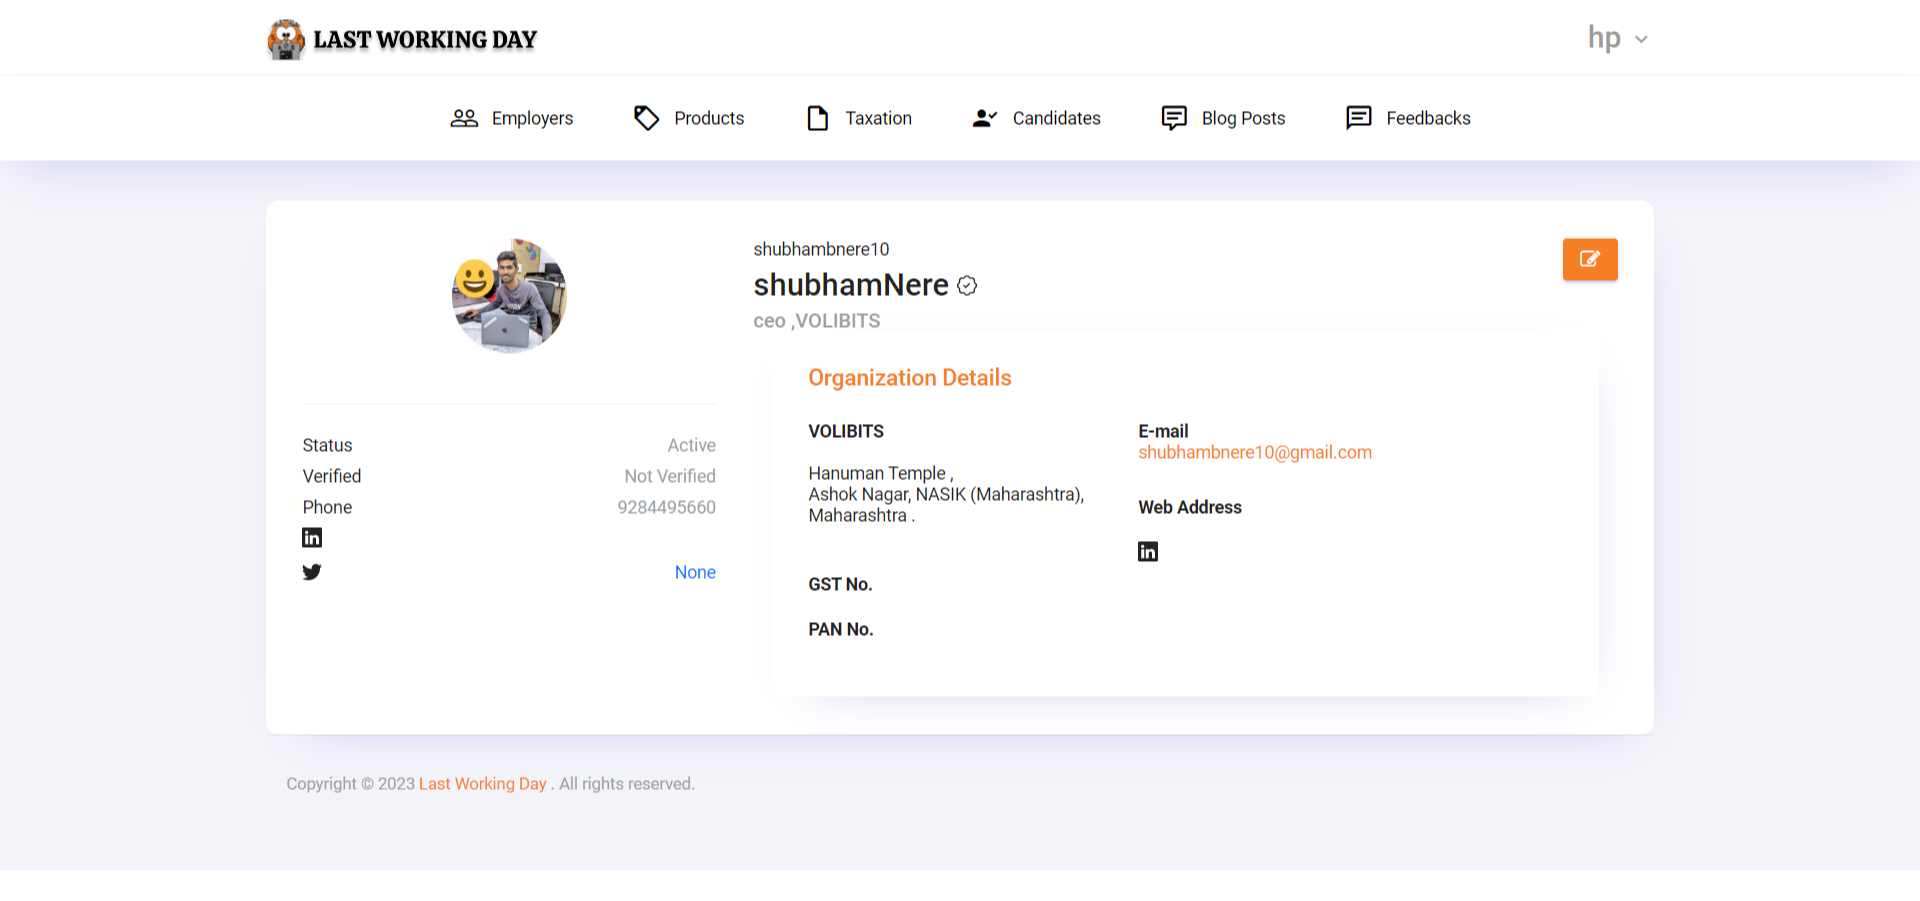 LAST WORKING DAY
hp
Employers
Products
Taxation
Candidates
Blog Posts
Feedbacks
shubhambnere10
shubhamNere
ceo ,VOLIBITS
Status Active
Verified Not Verified
Phone 9284495660
None
Organization Details
VOLIBITS
Hanuman Temple ,
Ashok Nagar, NASIK (Maharashtra),
Maharashtra .
GST No.
PAN No.
E-mail
shubhambnere10@gmail.com
Web Address
Copyright © 2023 Last Working Day . All rights reserved.